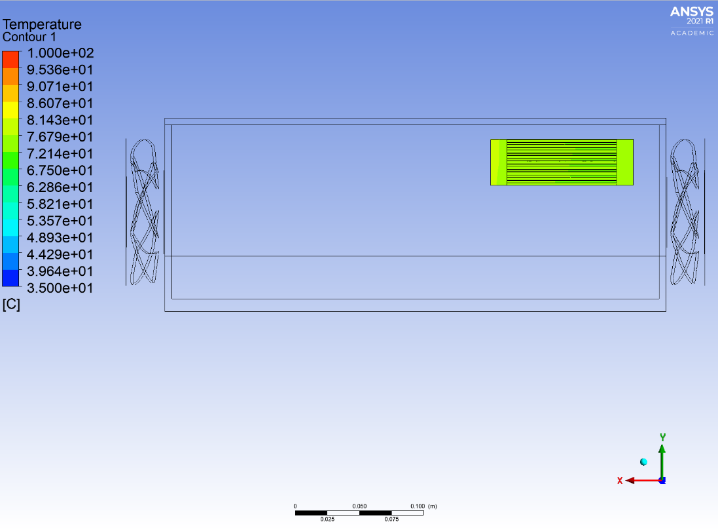 ANSYS
2021 R1
ACADEMIC
Temperature
Contour 1
1.000e+02
9.536e+01
9.071e+01
8.607e+01
8.143e+01
7.679e+01
7.214e+01
6.750e+01
6.286e+01
5.821e+01
5.357e+01
4.893e+01
4.429e+01
3.964e+01
3.500e+01
[C]
Y
X
0 0.050 0.100 (m)
0.025 0.075